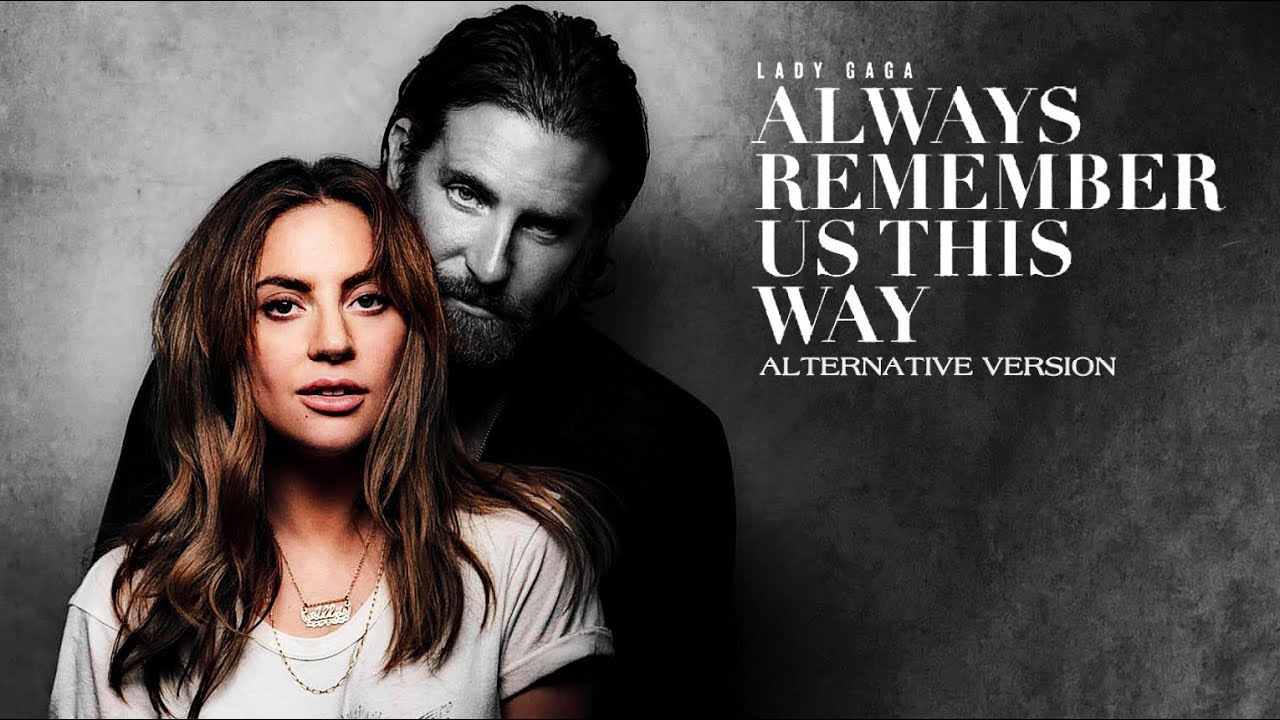 LADY GAGA
ALWAYS
REMEMBER
US THIS
WAY
ALTERNATIVE VERSION